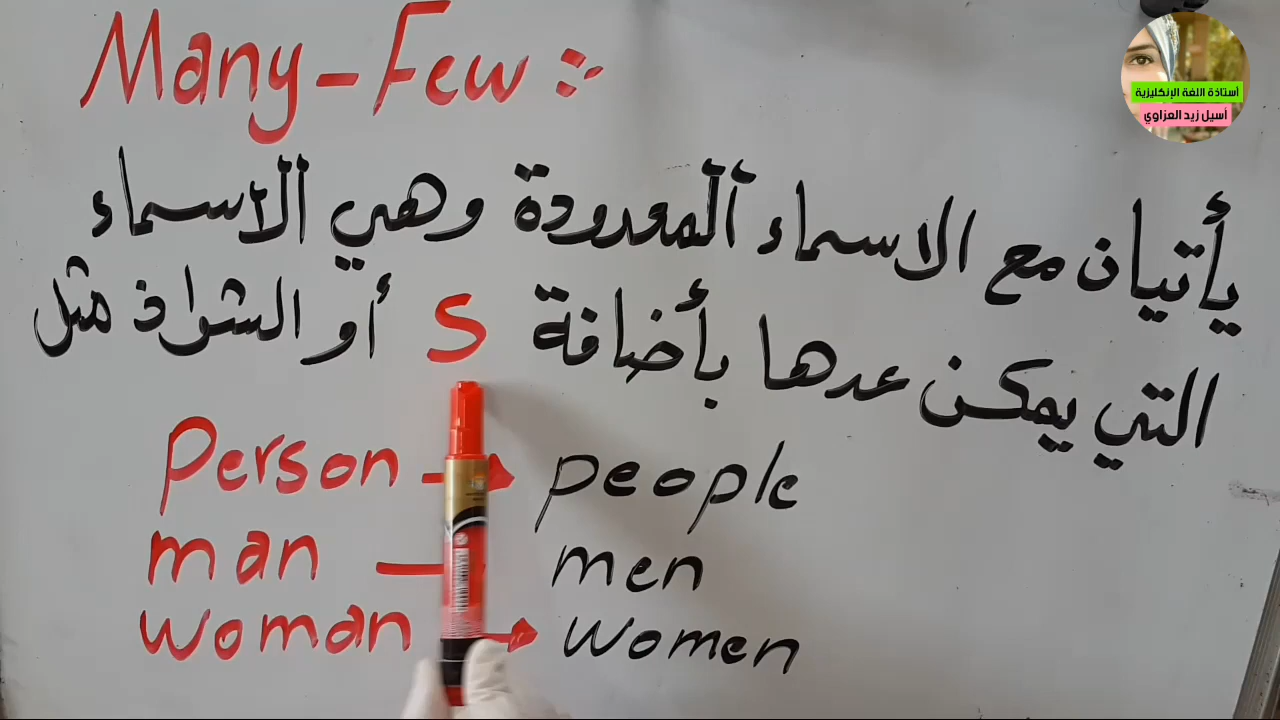 Many - Few :-
يأتيان مع الاسماء المعدودة وهي الاسماء
التي يمكن عدها بأضافة S أو الشواذ مثل
Person → people
man — men
woman → women
أستاذة اللغة الإنكليزية
أسيل زيد العزاوي